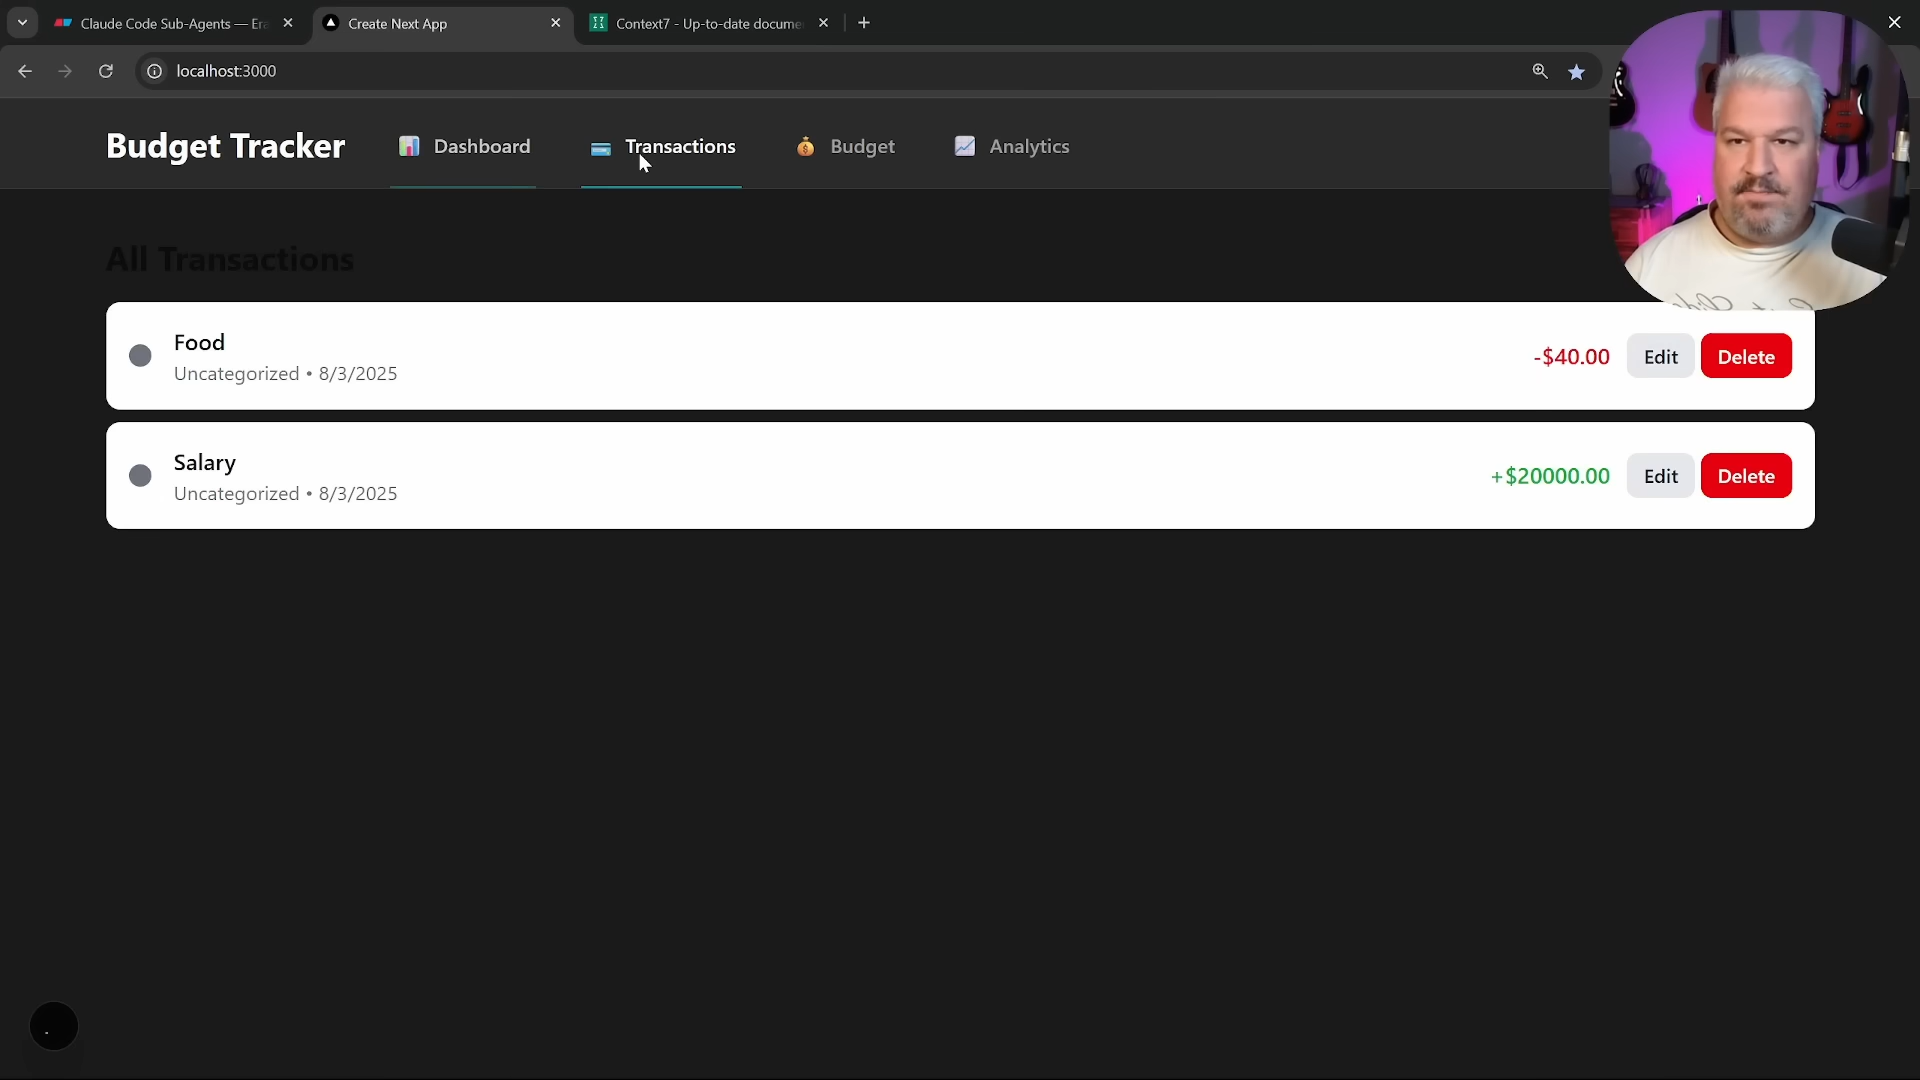 Claude Code Sub-Agents — Era
Create Next App
Context7 - Up-to-date docume
localhost:3000
Budget Tracker
Dashboard
Transactions
Budget
Analytics
All Transactions
Food
Uncategorized • 8/3/2025
-$40.00
Edit
Delete
Salary
Uncategorized • 8/3/2025
+$20000.00
Edit
Delete